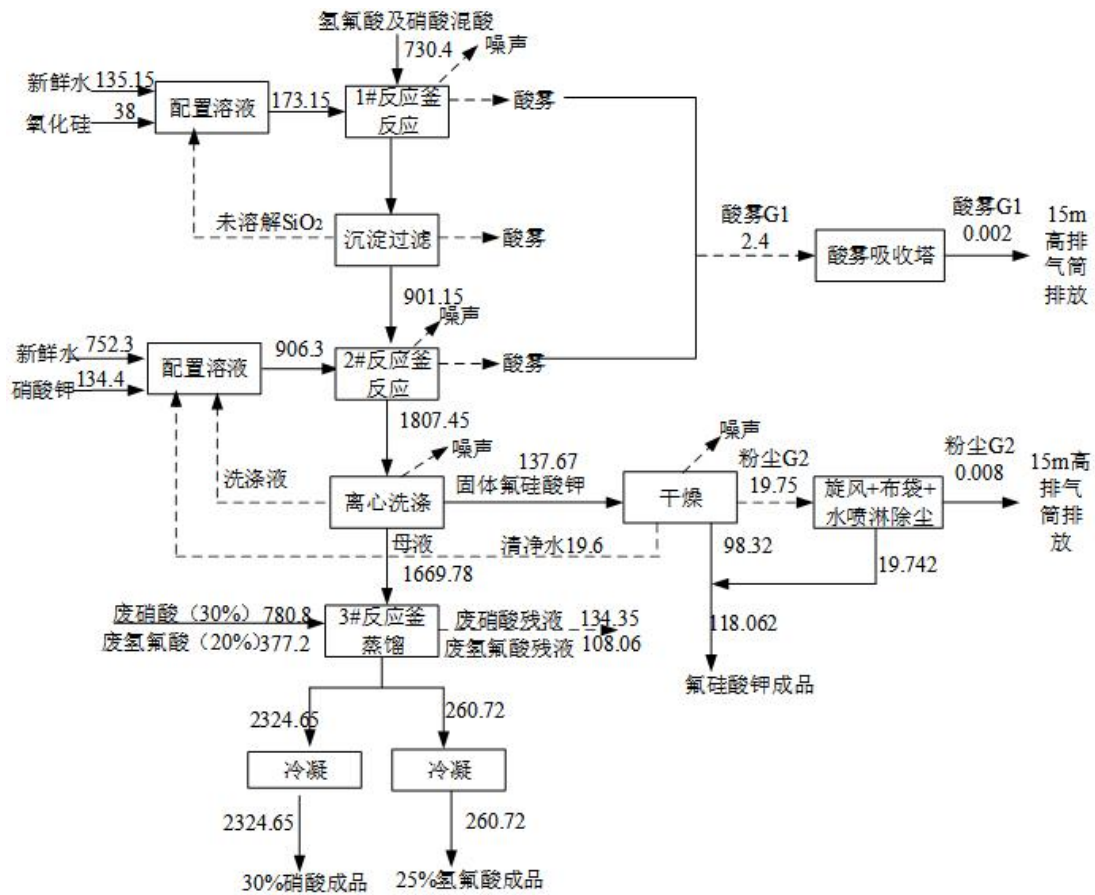 氢氟酸及硝酸混酸
730.4
噪声
新鲜水 135.15
氧化硅 38
配置溶液
173.15
1#反应釜
反应
酸雾
未溶解SiO₂
沉淀过滤
酸雾
酸雾G1
2.4
酸雾吸收塔
酸雾G1
0.002
15m
高排
气筒
排放
901.15
噪声
新鲜水 752.3
硝酸钾 134.4
配置溶液
906.3
2#反应釜
反应
酸雾
1807.45
噪声
洗涤液
离心洗涤
137.67
固体氟硅酸钾
噪声
干燥
粉尘G2
19.75
旋风+布袋+
水喷淋除尘
粉尘G2
0.008
15m高
排气
筒排
放
母液
清净水19.6
1669.78
98.32
19.742
废硝酸（30%）780.8
废氢氟酸（20%）377.2
3#反应釜
蒸馏
废硝酸残液 134.35
废氢氟酸残液 108.06
118.062
氟硅酸钾成品
2324.65
260.72
冷凝
冷凝
2324.65
260.72
30%硝酸成品
25%氢氟酸成品